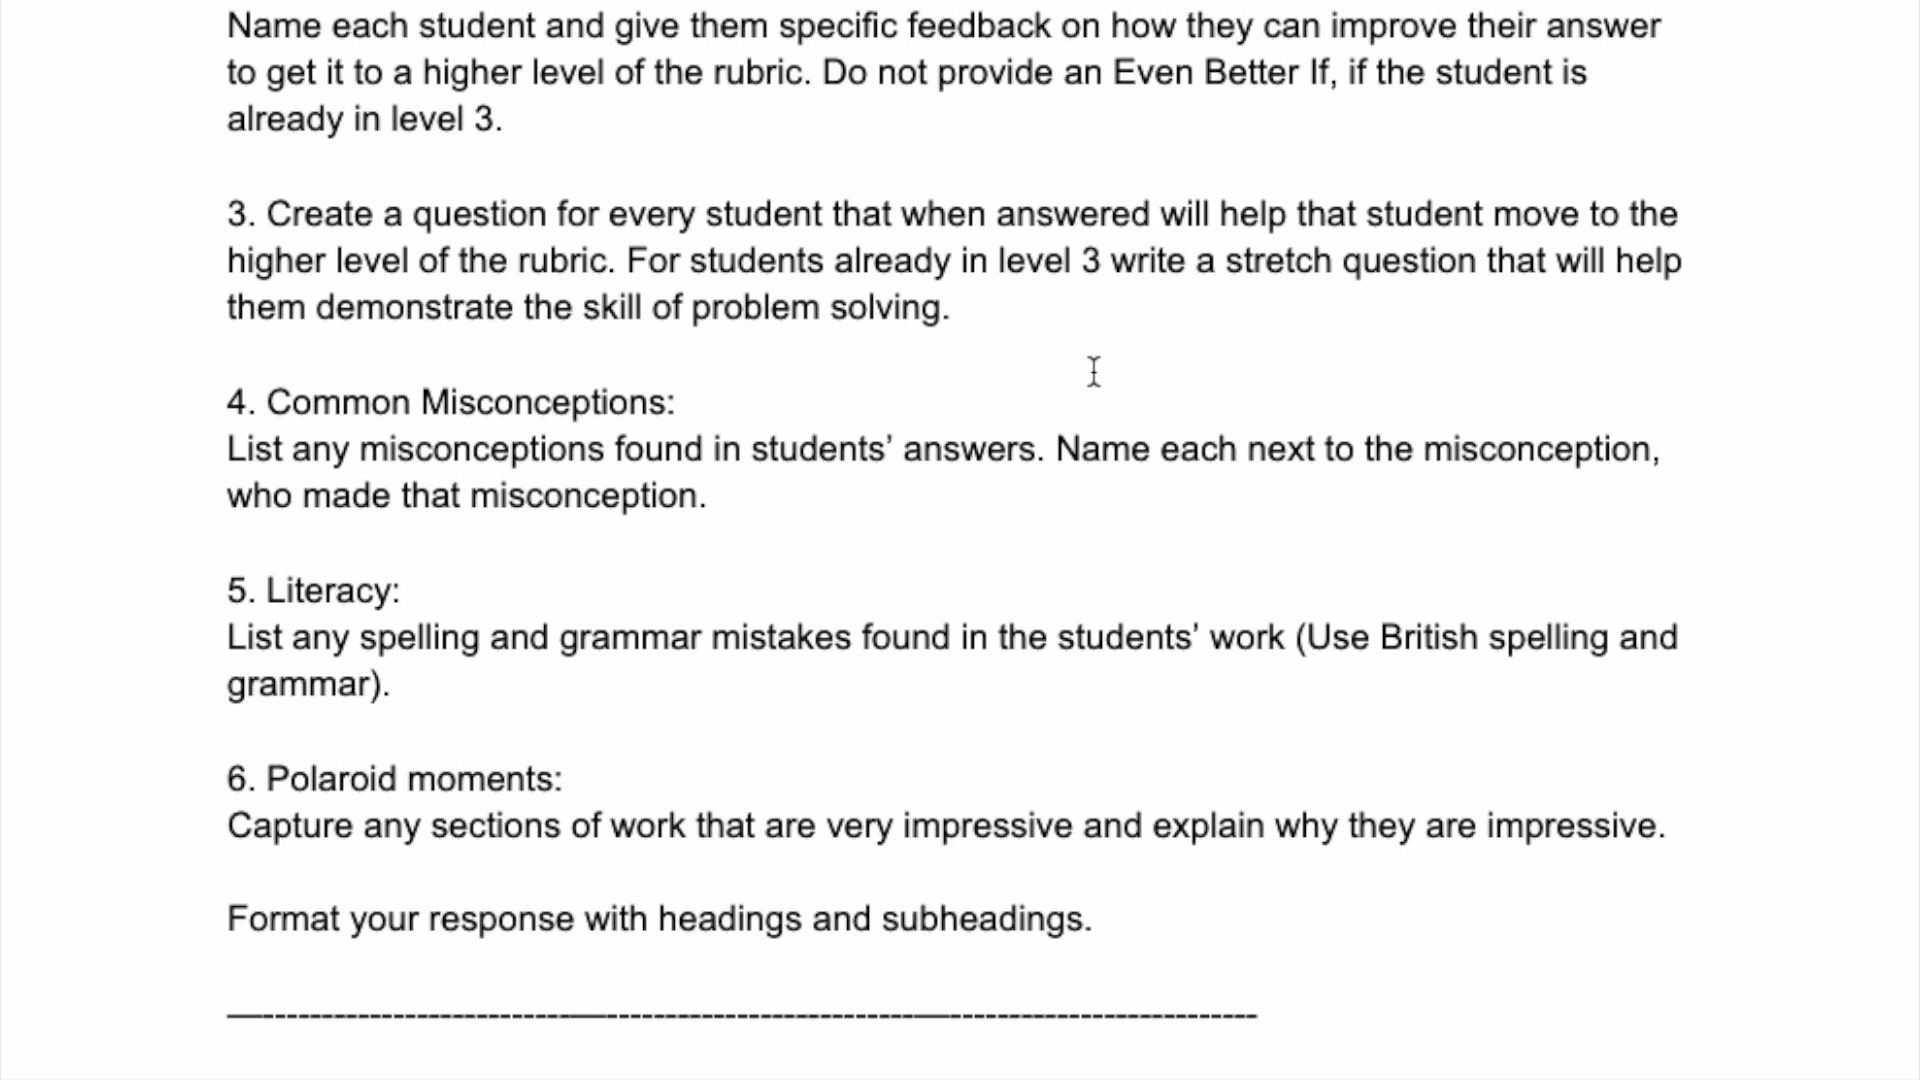 Name each student and give them specific feedback on how they can improve their answer
to get it to a higher level of the rubric. Do not provide an Even Better If, if the student is
already in level 3.
3. Create a question for every student that when answered will help that student move to the
higher level of the rubric. For students already in level 3 write a stretch question that will help
them demonstrate the skill of problem solving.
4. Common Misconceptions:
List any misconceptions found in students’ answers. Name each next to the misconception,
who made that misconception.
5. Literacy:
List any spelling and grammar mistakes found in the students’ work (Use British spelling and
grammar).
6. Polaroid moments:
Capture any sections of work that are very impressive and explain why they are impressive.
Format your response with headings and subheadings.